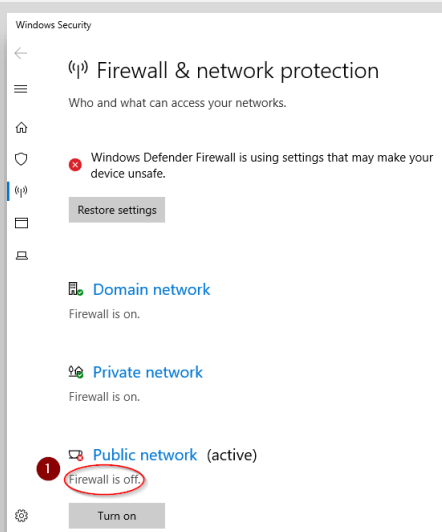 Windows Security
Firewall & network protection
Who and what can access your networks.
Windows Defender Firewall is using settings that may make your
device unsafe.
Restore settings
Domain network
Firewall is on.
Private network
Firewall is on.
1
Public network (active)
Firewall is off.
Turn on